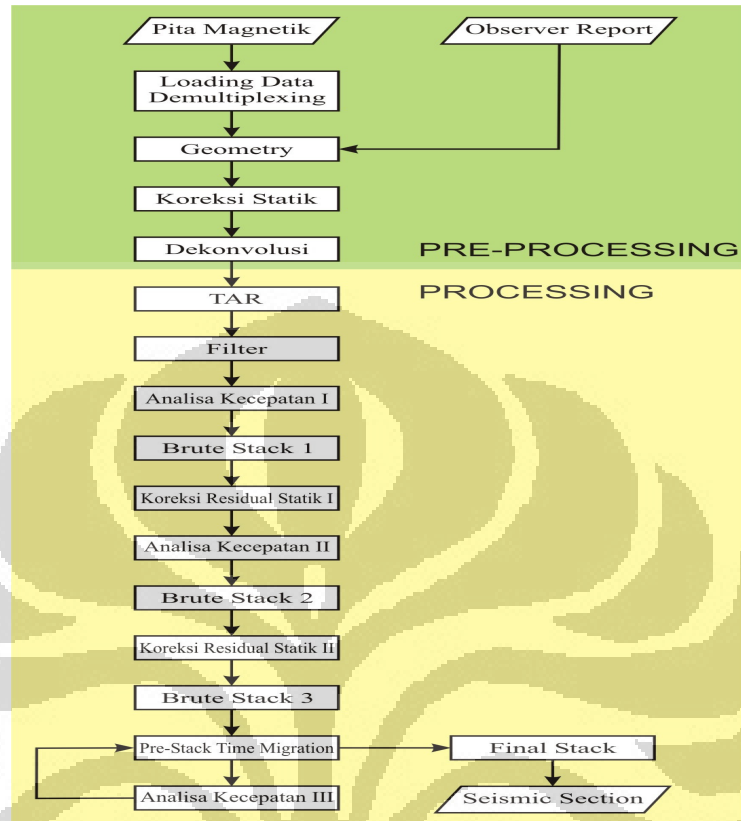 Pita Magnetik
Observer Report
Loading Data
Demultiplexing
Geometry
Koreksi Statik
Dekonvolusi
PRE-PROCESSING
PROCESSING
TAR
Filter
Analisa Kecepatan I
Brute Stack 1
Koreksi Residual Statik I
Analisa Kecepatan II
Brute Stack 2
Koreksi Residual Statik II
Brute Stack 3
Pre-Stack Time Migration
Final Stack
Analisa Kecepatan III
Seismic Section